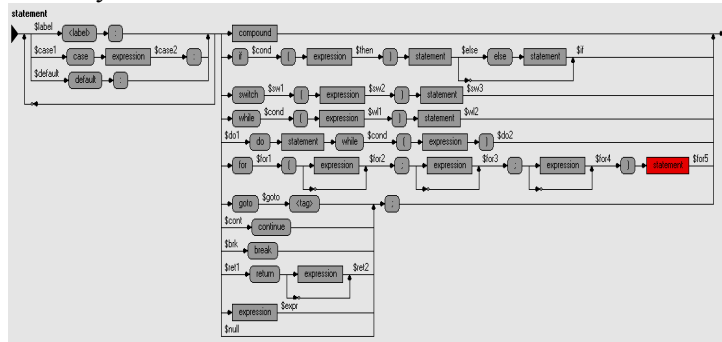 statement
$label <label> :
$case1 case expression $case2 :
$default default :
compound
if $cond ( expression $then ) statement $else else statement $if
switch $sw1 ( expression $sw2 ) statement $sw3
while $cond ( expression $wl1 ) statement $wl2
$do1 do statement while $cond ( expression ) $do2
for $for1 ( expression $for2 ; expression $for3 ; expression $for4 ) statement $for5
goto $goto <tag> ;
$cont continue
$brk break
$ret1 return expression $ret2
expression $expr
$null